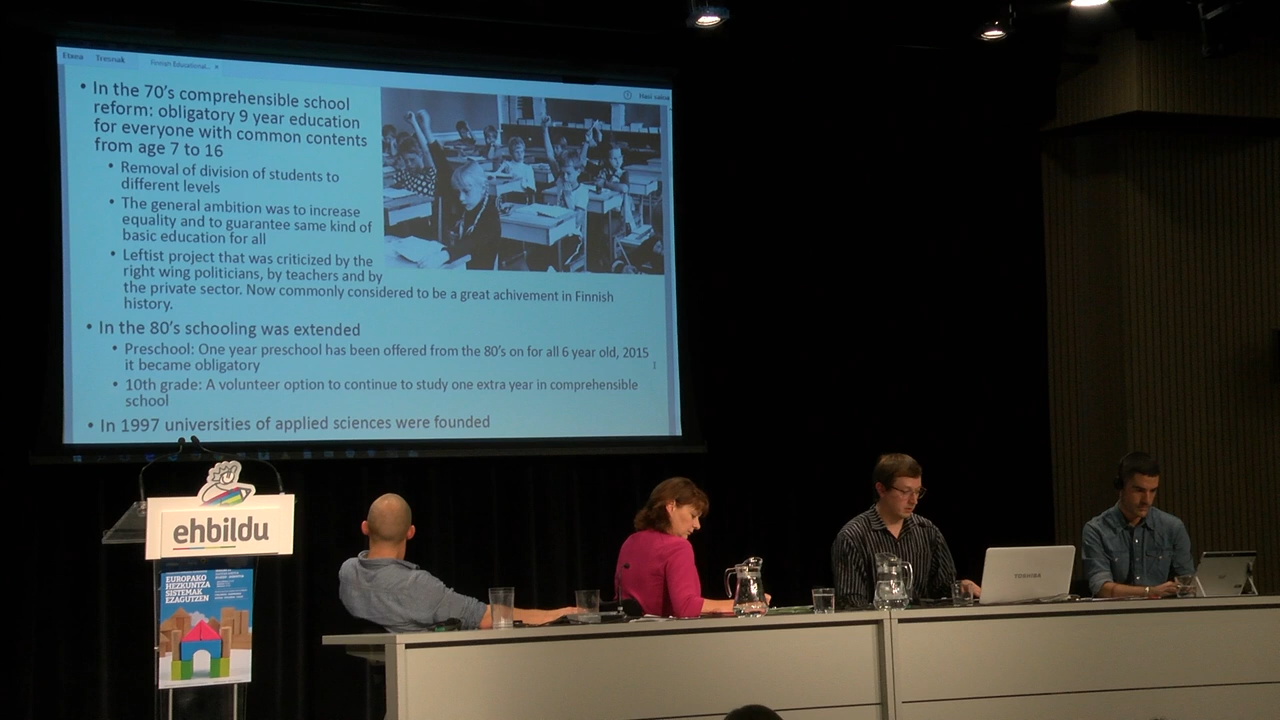 Etxea Tresnak Finnish Educational... ×
Hasi saioa
• In the 70's comprehensible school
reform: obligatory 9 year education
for everyone with common contents
from age 7 to 16
• Removal of division of students to
different levels
• The general ambition was to increase
equality and to guarantee same kind of
basic education for all
• Leftist project that was criticized by the
right wing politicians, by teachers and by
the private sector. Now commonly considered to be a great achivement in Finnish
history.
• In the 80's schooling was extended
• Preschool: One year preschool has been offered from the 80's on for all 6 year old, 2015
it became obligatory
• 10th grade: A volunteer option to continue to study one extra year in comprehensible
school
• In 1997 universities of applied sciences were founded
ehbildu
EUROPAKO
HEZKUNTZA
SISTEMAK
EZAGUTZEN
TOSHIBA